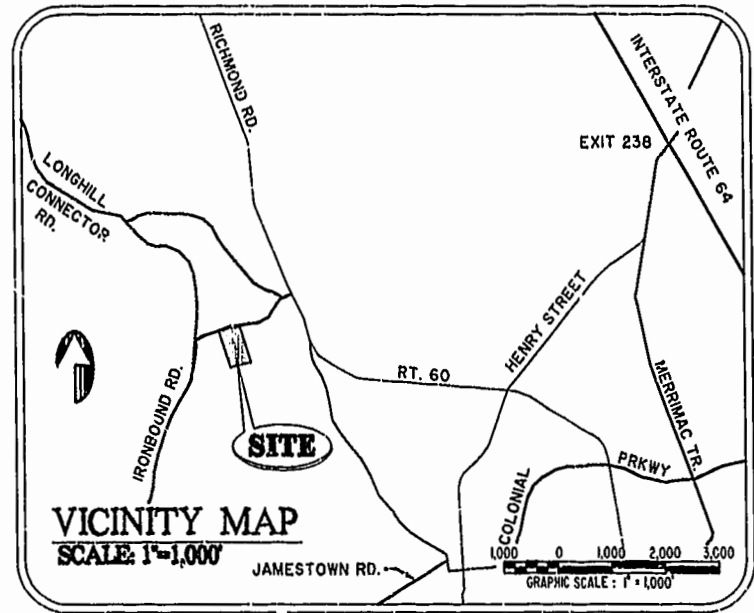 RICHMOND RD.
INTERSTATE ROUTE 64
EXIT 238
LONGHILL
CONNECTOR
RD.
HENRY STREET
RT. 60
MERRIMAC TR.
IRONBOUND RD.
SITE
COLONIAL
PRKWY
VICINITY MAP
SCALE: 1"=1,000'
JAMESTOWN RD.
1,000 0 1,000 2,000 3,000
GRAPHIC SCALE : 1" = 1,000'